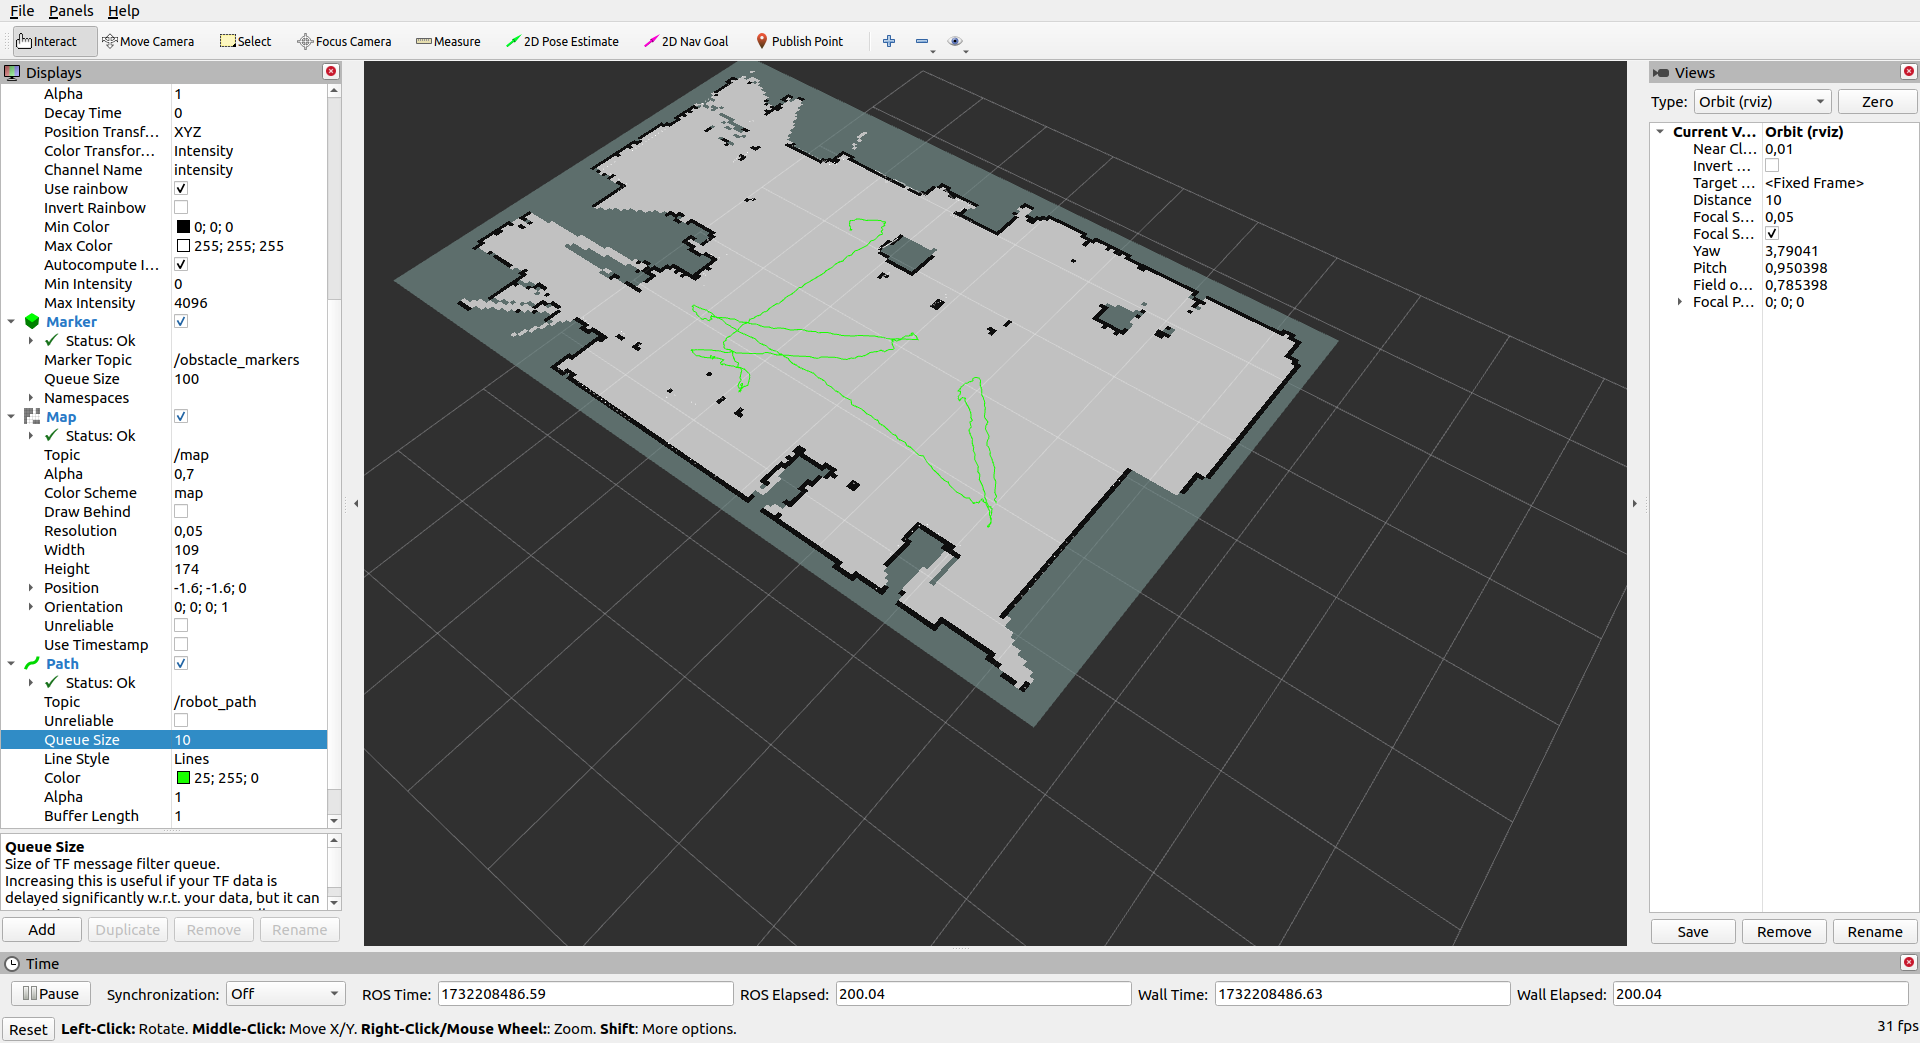 File Panels Help
Interact Move Camera Select Focus Camera Measure 2D Pose Estimate 2D Nav Goal Publish Point
Displays
Alpha 1
Decay Time 0
Position Transf... XYZ
Color Transfor... Intensity
Channel Name intensity
Use rainbow
Invert Rainbow
Min Color 0; 0; 0
Max Color 255; 255; 255
Autocompute I...
Min Intensity 0
Max Intensity 4096
Marker
Status: Ok
Marker Topic /obstacle_markers
Queue Size 100
Namespaces
Map
Status: Ok
Topic /map
Alpha 0,7
Color Scheme map
Draw Behind
Resolution 0,05
Width 109
Height 174
Position -1.6; -1.6; 0
Orientation 0; 0; 0; 1
Unreliable
Use Timestamp
Path
Status: Ok
Topic /robot_path
Unreliable
Queue Size 10
Line Style Lines
Color 25; 255; 0
Alpha 1
Buffer Length 1
Queue Size
Size of TF message filter queue.
Increasing this is useful if your TF data is
delayed significantly w.r.t. your data, but it can
Add Duplicate Remove Rename
Views
Type: Orbit (rviz) Zero
Current V... Orbit (rviz)
Near Cl... 0,01
Invert ...
Target ... <Fixed Frame>
Distance 10
Focal S... 0,05
Focal S...
Yaw 3,79041
Pitch 0,950398
Field o... 0,785398
Focal P... 0; 0; 0
Save Remove Rename
Time
Pause Synchronization: Off ROS Time: 1732208486.59 ROS Elapsed: 200.04 Wall Time: 1732208486.63 Wall Elapsed: 200.04
Reset Left-Click: Rotate. Middle-Click: Move X/Y. Right-Click/Mouse Wheel:: Zoom. Shift: More options. 31 fps